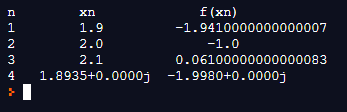 n xn f(xn)
1 1.9 -1.9410000000000007
2 2.0 -1.0
3 2.1 0.06100000000000083
4 1.8935+0.0000j -1.9980+0.0000j
>